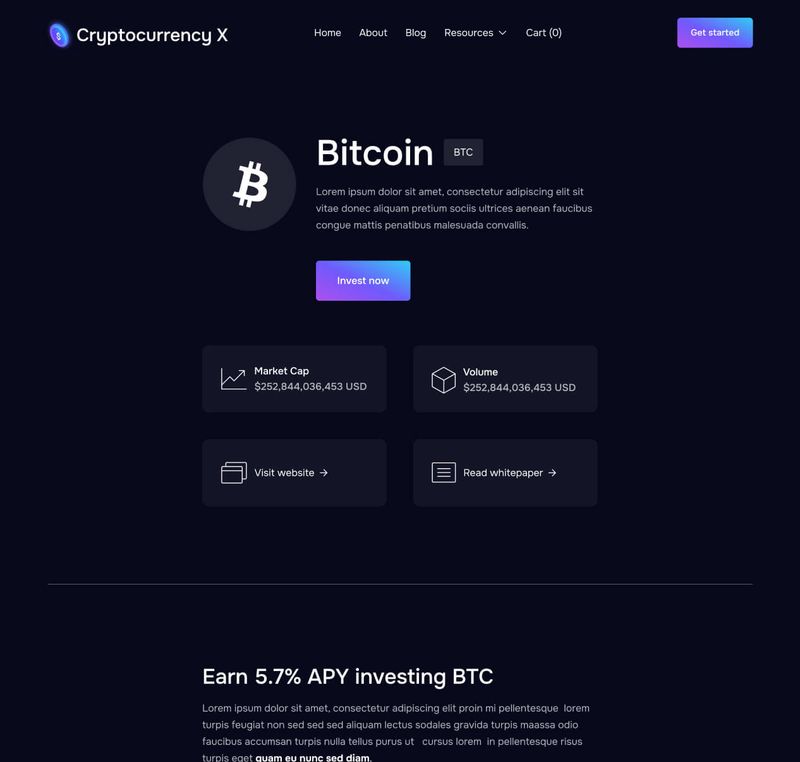 Cryptocurrency X
Home About Blog Resources Cart (0)
Get started
Bitcoin BTC
Lorem ipsum dolor sit amet, consectetur adipiscing elit sit
vitae donec aliquam pretium sociis ultrices aenean faucibus
congue mattis penatibus malesuada convallis.
Invest now
Market Cap
$252,844,036,453 USD
Volume
$252,844,036,453 USD
Visit website →
Read whitepaper →
Earn 5.7% APY investing BTC
Lorem ipsum dolor sit amet, consectetur adipiscing elit proin mi pellentesque lorem
turpis feugiat non sed sed sed aliquam lectus sodales gravida turpis maassa odio
faucibus accumsan turpis nulla tellus purus ut cursus lorem in pellentesque risus
turpis eget quam eu nunc sed diam.